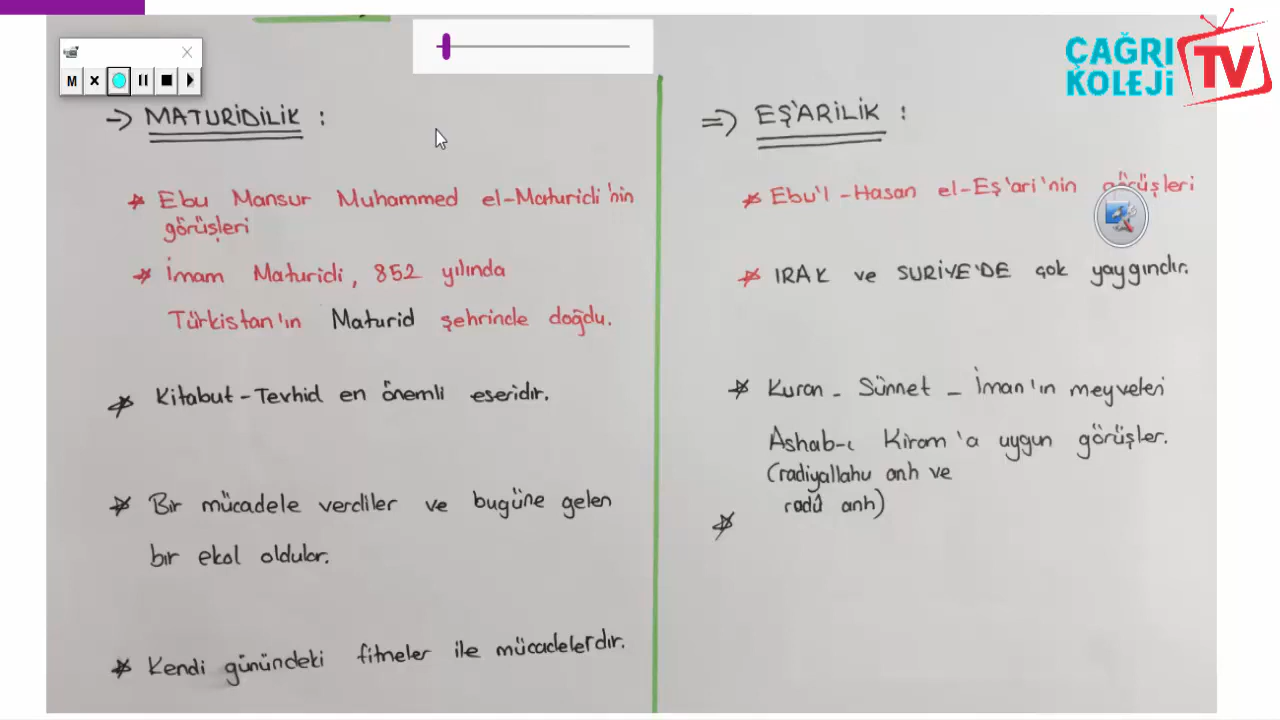 ÇAĞRI
KOLEJİ
TV
M
→ MATURİDİLİK :
★ Ebu Mansur Muhammed el-Maturidi'nin
görüşleri
★ İmam Maturidi, 852 yılında
Türkistan'ın Maturid şehrinde doğdu.
★ Kitabut-Tevhid en önemli eseridir.
★ Bir mücadele verdiler ve bugüne gelen
bir ekol oldular.
★ Kendi günündeki fitneler ile mücadelerdir.
⇒ EŞ'ARİLİK :
★ Ebu'l-Hasan el-Eş'ari'nin görüşleri
★ IRAK ve SURİYE'DE çok yaygındır.
★ Kuran - Sünnet - İman'ın meyveleri
Ashab-ı Kiram'a uygun görüşler.
(radiyallahu anh ve
radû anh)
★